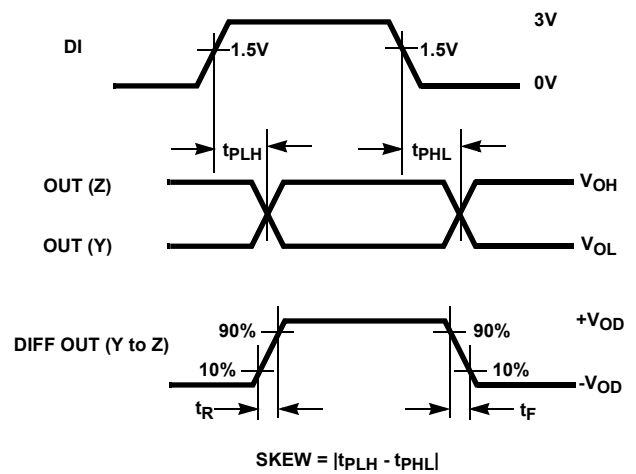 3V
DI
1.5V
1.5V
0V
tPLH
tPHL
OUT (Z)
VOH
OUT (Y)
VOL
+VOD
90%
90%
DIFF OUT (Y to Z)
10%
10%
-VOD
tR
tF
SKEW = |tPLH - tPHL|